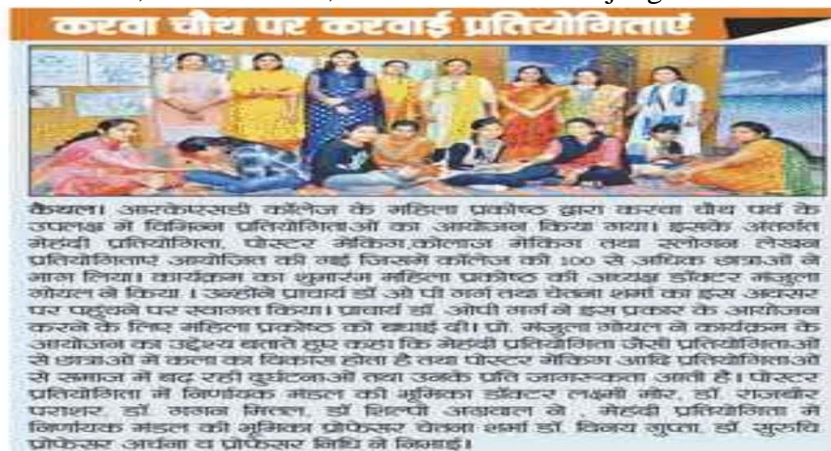 करवा चौथ पर करवाई प्रतियोगिताएं
कैथल। आरकेएसडी कॉलेज के महिला प्रकोष्ठ द्वारा करवा चौथ पर्व के
उपलक्ष में विभिन्न प्रतियोगिताओं का आयोजन किया गया। इसके अंतर्गत
मेहंदी प्रतियोगिता, पोस्टर मेकिंग,कोलाज मेकिंग तथा स्लोगन लेखन
प्रतियोगिताएं आयोजित की गई जिसमें कॉलेज की 100 से अधिक छात्राओं ने
भाग लिया। कार्यक्रम का शुभारंभ महिला प्रकोष्ठ की अध्यक्ष डॉक्टर मंजुला
गोयल ने किया । उन्होंने प्राचार्य डॉ ओ पी गर्ग तथा चेतना शर्मा का इस अवसर
पर पहुंचने पर स्वागत किया। प्राचार्य डॉ. ओपी गर्ग ने इस प्रकार के आयोजन
करने के लिए महिला प्रकोष्ठ को बधाई दी। प्रो. मंजुला गोयल ने कार्यक्रम के
आयोजन का उद्देश्य बताते हुए कहा कि मेहंदी प्रतियोगिता जैसी प्रतियोगिताओं
से छात्राओं में कला का विकास होता है तथा पोस्टर मेकिंग आदि प्रतियोगिताओं
से समाज में बढ़ रही दुर्घटनाओं तथा उनके प्रति जागरूकता आती है। पोस्टर
प्रतियोगिता में निर्णायक मंडल की भूमिका डॉक्टर लक्ष्मी मोर, डॉ. राजबीर
पराशर, डॉ. गगन मित्तल, डॉ शिल्पी अग्रवाल ने , मेहंदी प्रतियोगिता में
निर्णायक मंडल की भूमिका प्रोफेसर चेतना शर्मा डॉ. विनय गुप्ता, डॉ. सुरुचि
प्रोफेसर अर्चना व प्रोफेसर निधि ने निभाई।